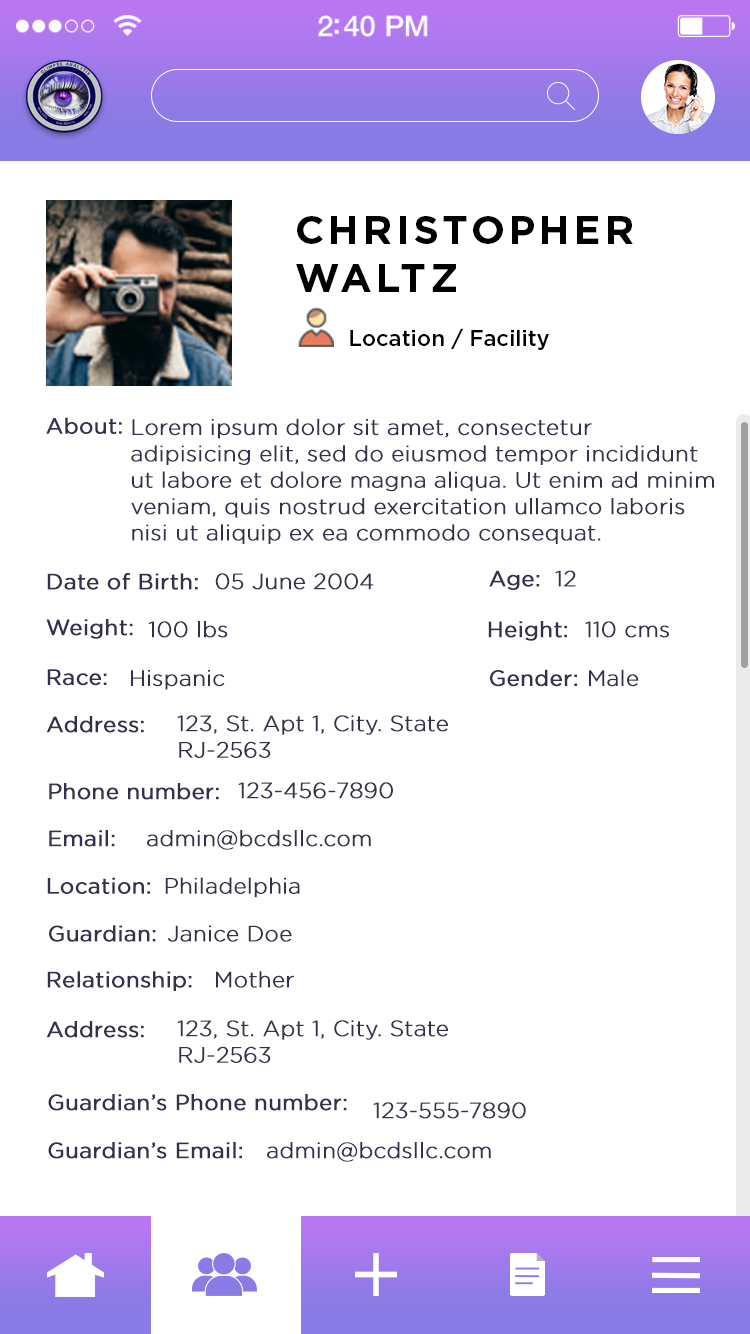 2:40 PM
CHRISTOPHER
WALTZ
Location / Facility
About: Lorem ipsum dolor sit amet, consectetur
adipisicing elit, sed do eiusmod tempor incididunt
ut labore et dolore magna aliqua. Ut enim ad minim
veniam, quis nostrud exercitation ullamco laboris
nisi ut aliquip ex ea commodo consequat.
Date of Birth: 05 June 2004 Age: 12
Weight: 100 lbs Height: 110 cms
Race: Hispanic Gender: Male
Address: 123, St. Apt 1, City. State
RJ-2563
Phone number: 123-456-7890
Email: admin@bcdsllc.com
Location: Philadelphia
Guardian: Janice Doe
Relationship: Mother
Address: 123, St. Apt 1, City. State
RJ-2563
Guardian’s Phone number: 123-555-7890
Guardian’s Email: admin@bcdsllc.com